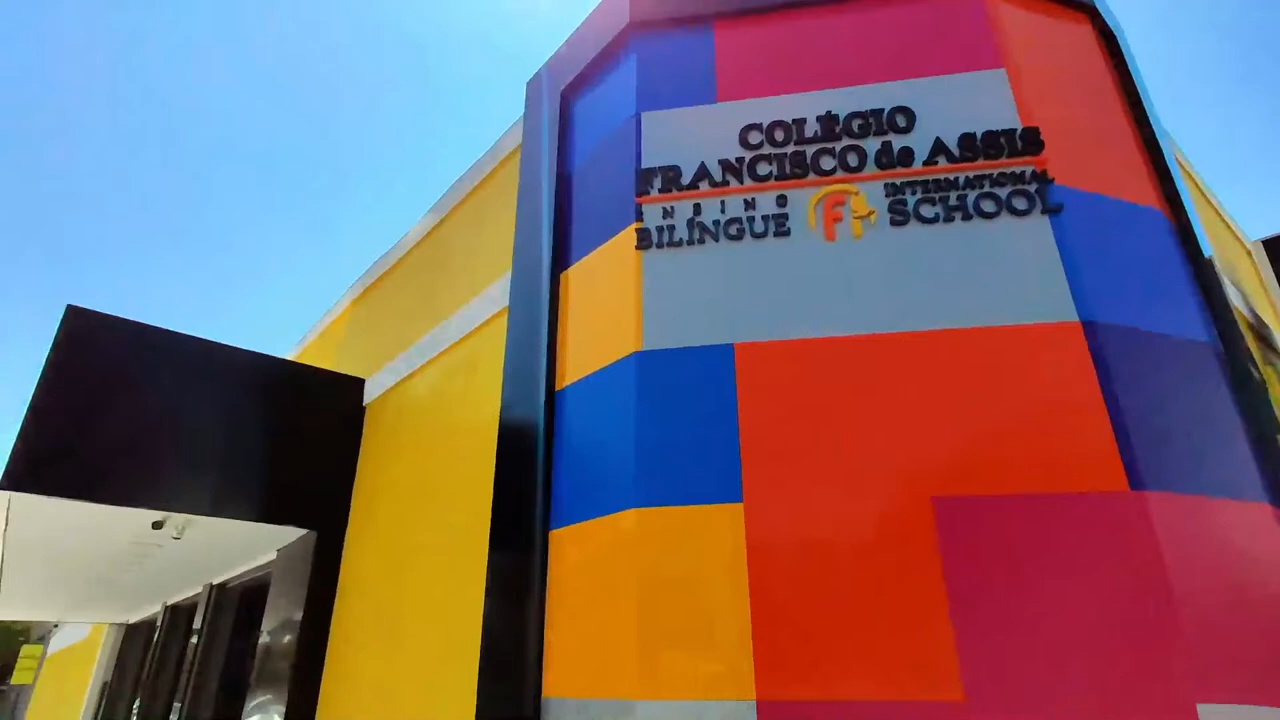 COLÉGIO
FRANCISCO de ASSIS
ENSINO
BILÍNGUE
INTERNATIONAL
SCHOOL